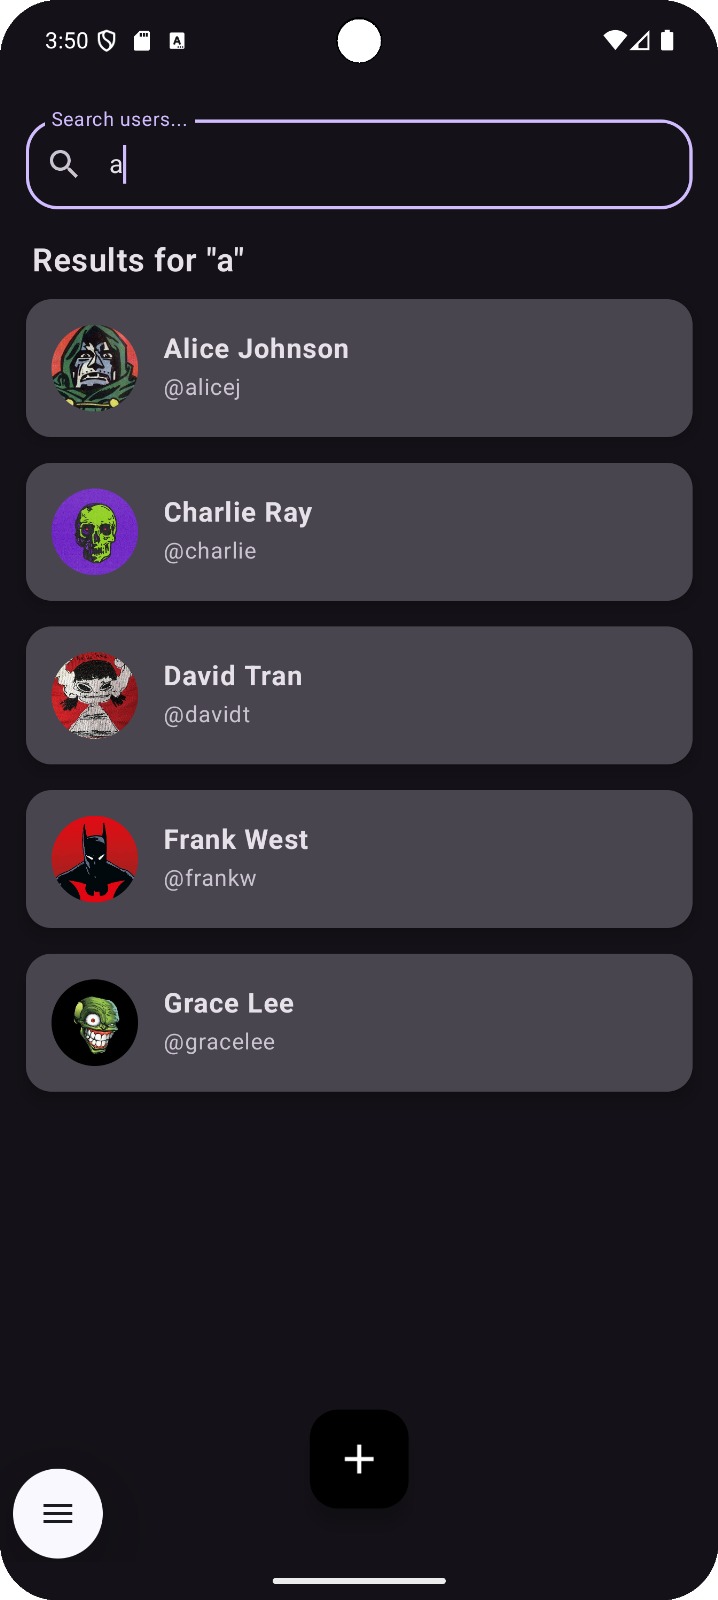 3:50
Search users...
a
Results for "a"
Alice Johnson
@alicej
Charlie Ray
@charlie
David Tran
@davidt
Frank West
@frankw
Grace Lee
@gracelee